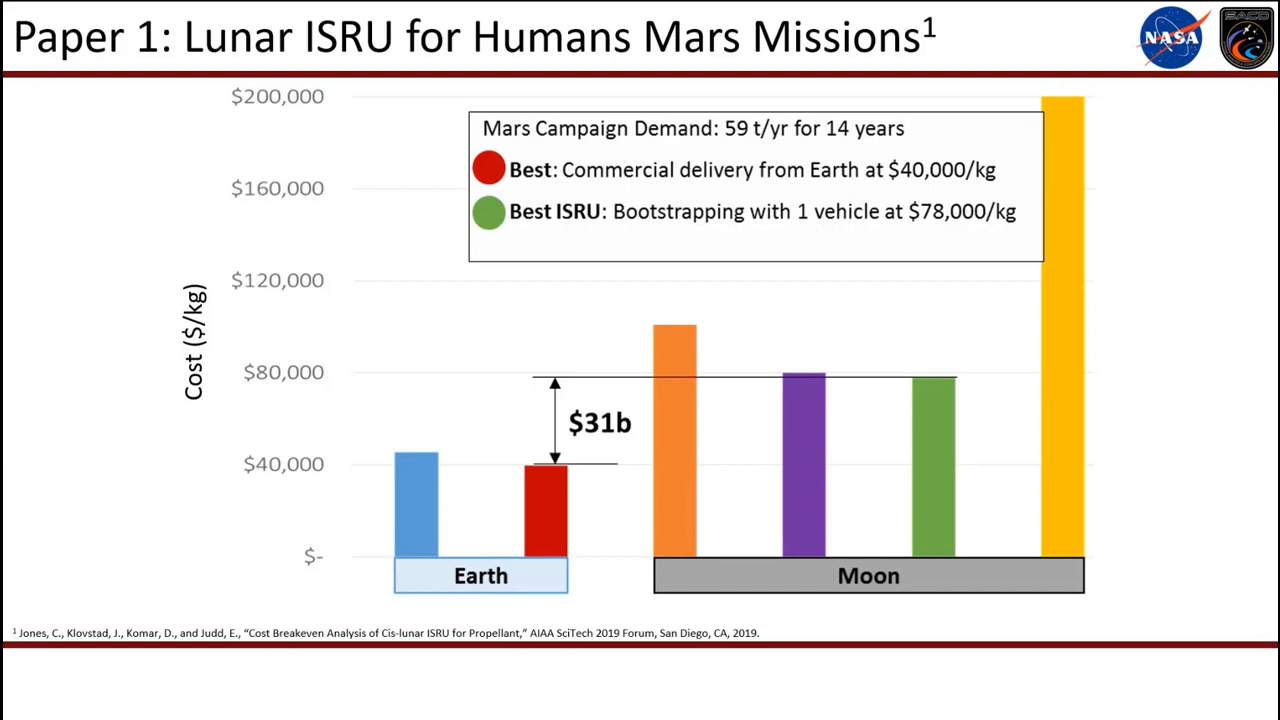 Paper 1: Lunar ISRU for Humans Mars Missions¹
NASA
SACD
$200,000
Mars Campaign Demand: 59 t/yr for 14 years
Best: Commercial delivery from Earth at $40,000/kg
$160,000
Best ISRU: Bootstrapping with 1 vehicle at $78,000/kg
$120,000
Cost ($/kg)
$80,000
$31b
$40,000
$-
Earth
Moon
¹ Jones, C., Klovstad, J., Komar, D., and Judd, E., “Cost Breakeven Analysis of Cis-lunar ISRU for Propellant,” AIAA SciTech 2019 Forum, San Diego, CA, 2019.